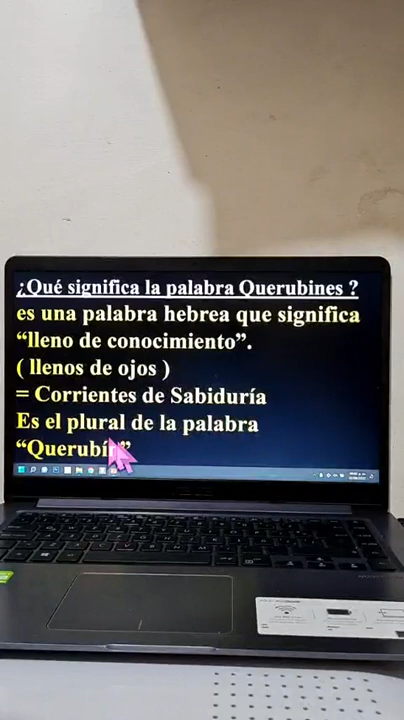 ¿Qué significa la palabra Querubines ?
es una palabra hebrea que significa
“lleno de conocimiento”.
( llenos de ojos )
= Corrientes de Sabiduría
Es el plural de la palabra
“Querubín”